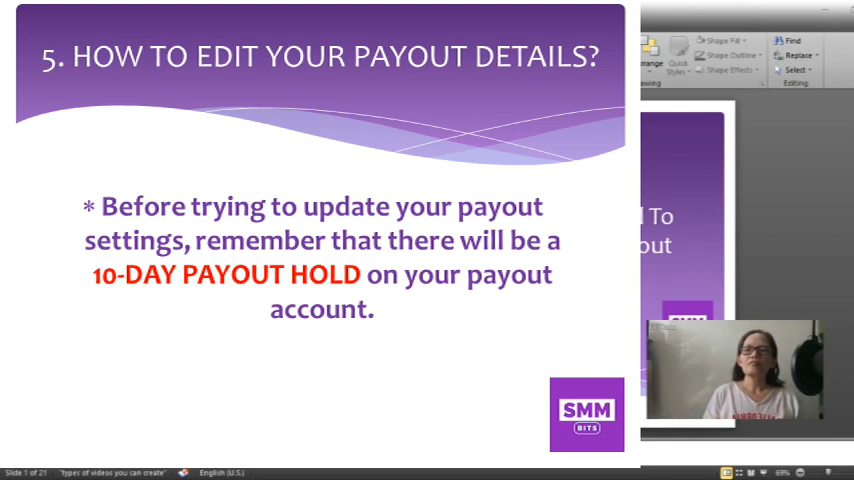 5. HOW TO EDIT YOUR PAYOUT DETAILS?
* Before trying to update your payout
settings, remember that there will be a
10-DAY PAYOUT HOLD on your payout
account.
SMM
BITS
Shape Fill
Shape Outline
Shape Effects
Quick
Styles
Find
Replace
Select
Editing
To
Slide 1 of 21
"types of videos you can create"
English (U.S.)
69%